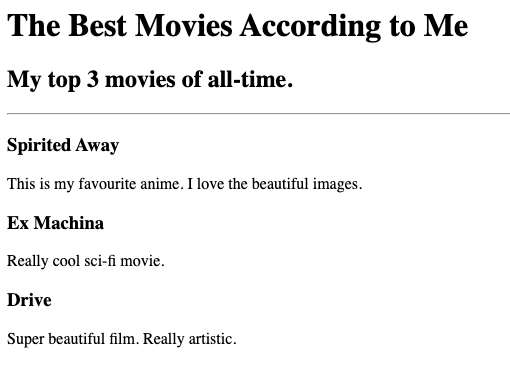 The Best Movies According to Me
My top 3 movies of all-time.
Spirited Away
This is my favourite anime. I love the beautiful images.
Ex Machina
Really cool sci-fi movie.
Drive
Super beautiful film. Really artistic.